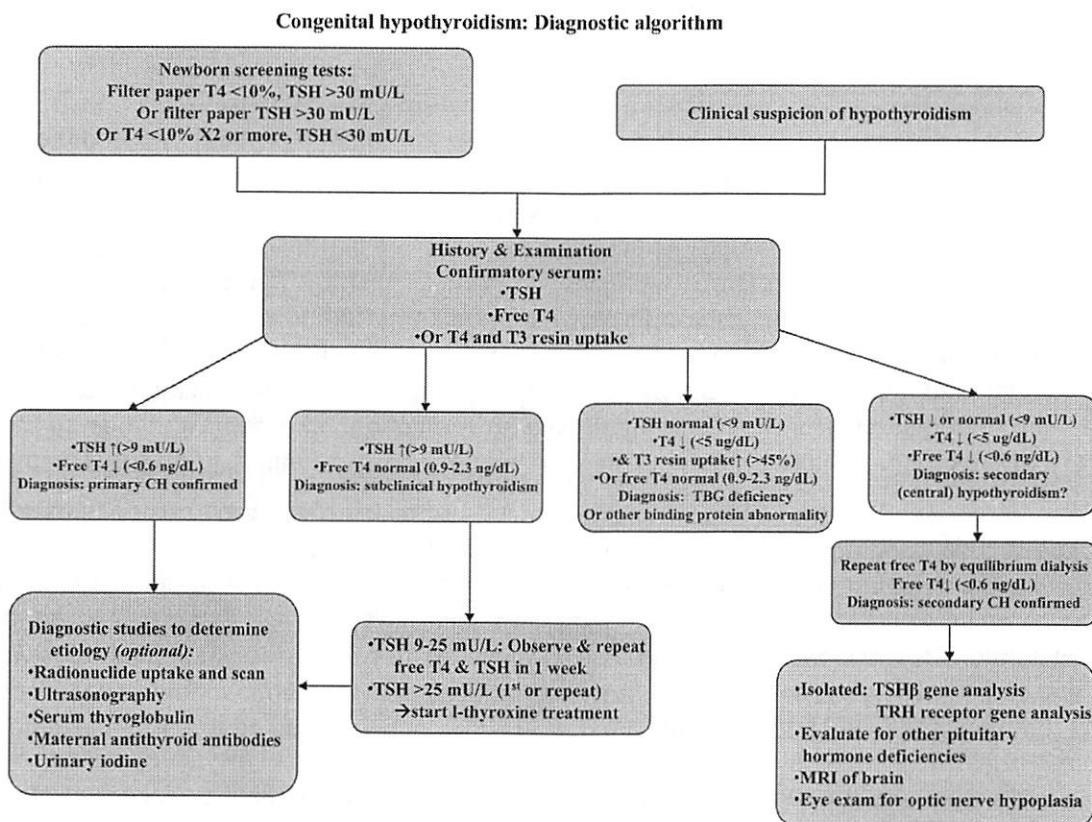 Congenital hypothyroidism: Diagnostic algorithm
Newborn screening tests:
Filter paper T4 <10%, TSH >30 mU/L
Or filter paper TSH >30 mU/L
Or T4 <10% X2 or more, TSH <30 mU/L
Clinical suspicion of hypothyroidism
History & Examination
Confirmatory serum:
•TSH
•Free T4
•Or T4 and T3 resin uptake
•TSH ↑(>9 mU/L)
•Free T4 ↓ (<0.6 ng/dL)
Diagnosis: primary CH confirmed
•TSH ↑(>9 mU/L)
•Free T4 normal (0.9-2.3 ng/dL)
Diagnosis: subclinical hypothyroidism
•TSH normal (<9 mU/L)
•T4 ↓ (<5 ug/dL)
•& T3 resin uptake↑ (>45%)
•Or free T4 normal (0.9-2.3 ng/dL)
Diagnosis: TBG deficiency
Or other binding protein abnormality
•TSH ↓ or normal (<9 mU/L)
•T4 ↓ (<5 ug/dL)
•Free T4 ↓ (<0.6 ng/dL)
Diagnosis: secondary
(central) hypothyroidism?
Repeat free T4 by equilibrium dialysis
Free T4↓ (<0.6 ng/dL)
Diagnosis: secondary CH confirmed
Diagnostic studies to determine
etiology (optional):
•Radionuclide uptake and scan
•Ultrasonography
•Serum thyroglobulin
•Maternal antithyroid antibodies
•Urinary iodine
•TSH 9-25 mU/L: Observe & repeat
free T4 & TSH in 1 week
•TSH >25 mU/L (1st or repeat)
→start l-thyroxine treatment
•Isolated: TSHβ gene analysis
TRH receptor gene analysis
•Evaluate for other pituitary
hormone deficiencies
•MRI of brain
•Eye exam for optic nerve hypoplasia